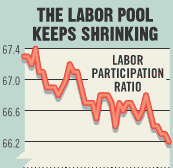 THE LABOR POOL
KEEPS SHRINKING
67.4
LABOR
PARTICIPATION
RATIO
67.0
66.6
66.2